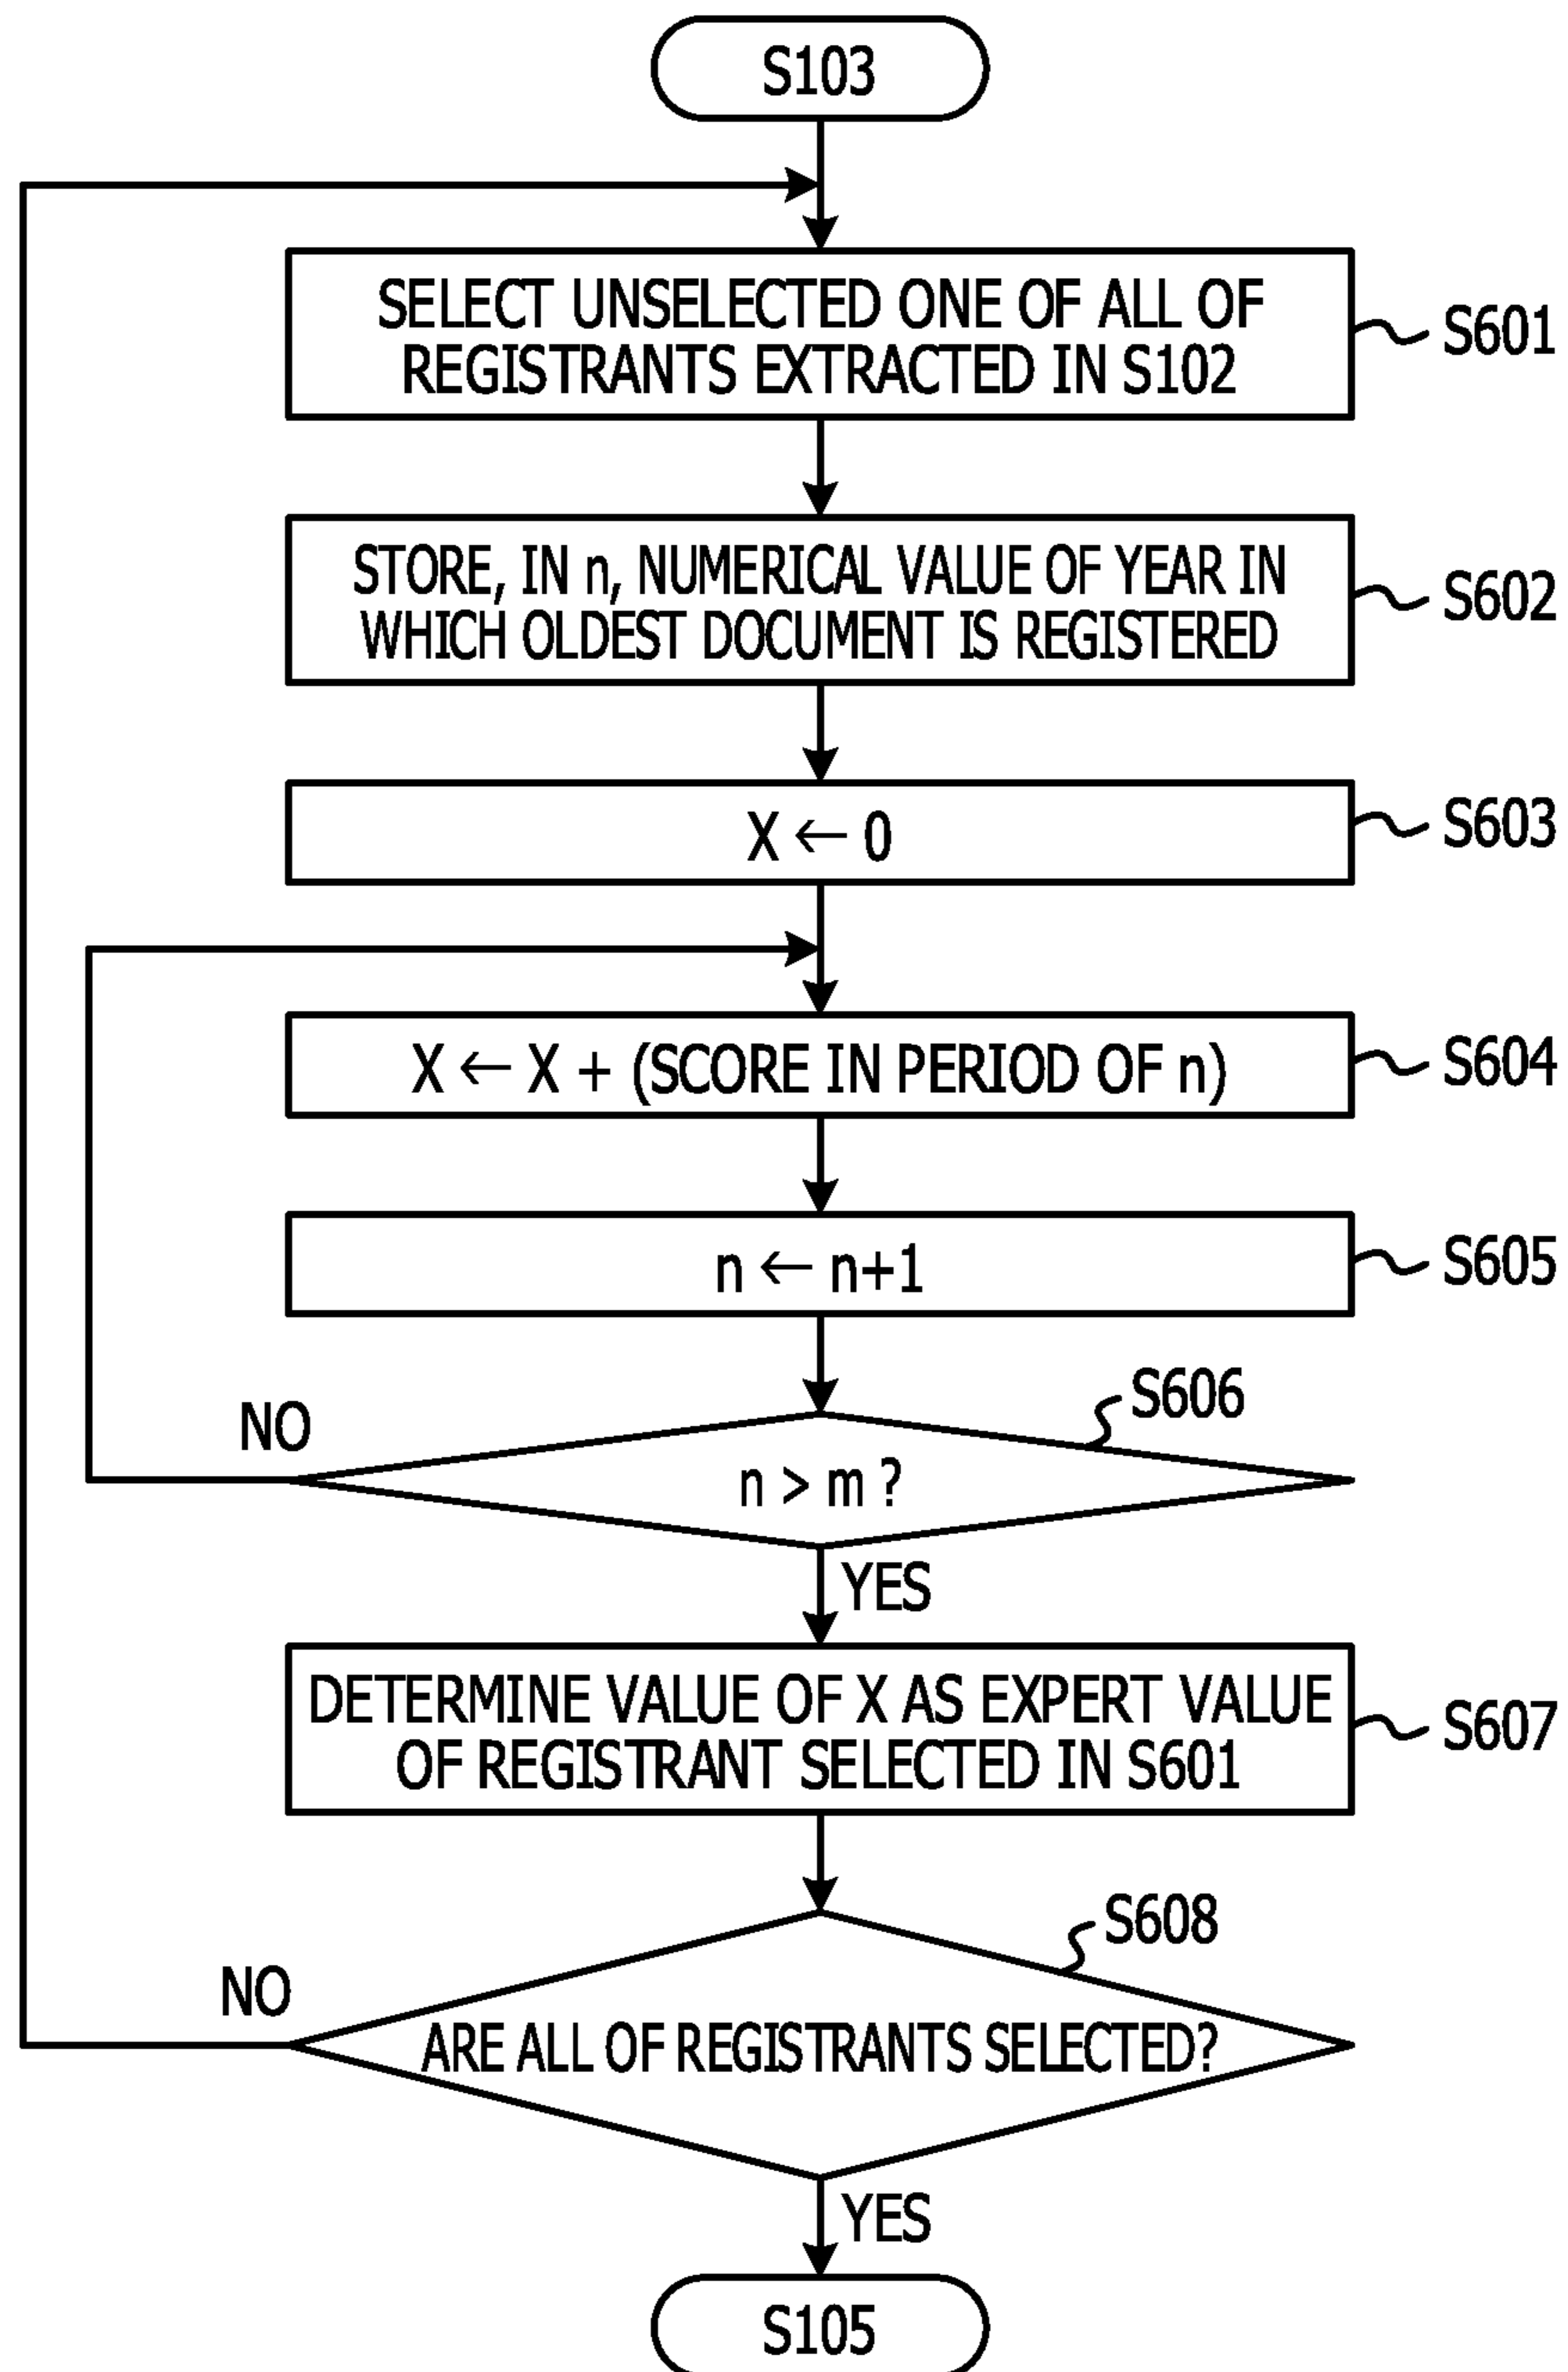 S103
SELECT UNSELECTED ONE OF ALL OF
REGISTRANTS EXTRACTED IN S102
S601
STORE, IN n, NUMERICAL VALUE OF YEAR IN
WHICH OLDEST DOCUMENT IS REGISTERED
S602
X ← 0
S603
X ← X + (SCORE IN PERIOD OF n)
S604
n ← n+1
S605
S606
NO
n > m ?
YES
DETERMINE VALUE OF X AS EXPERT VALUE
OF REGISTRANT SELECTED IN S601
S607
S608
NO
ARE ALL OF REGISTRANTS SELECTED?
YES
S105